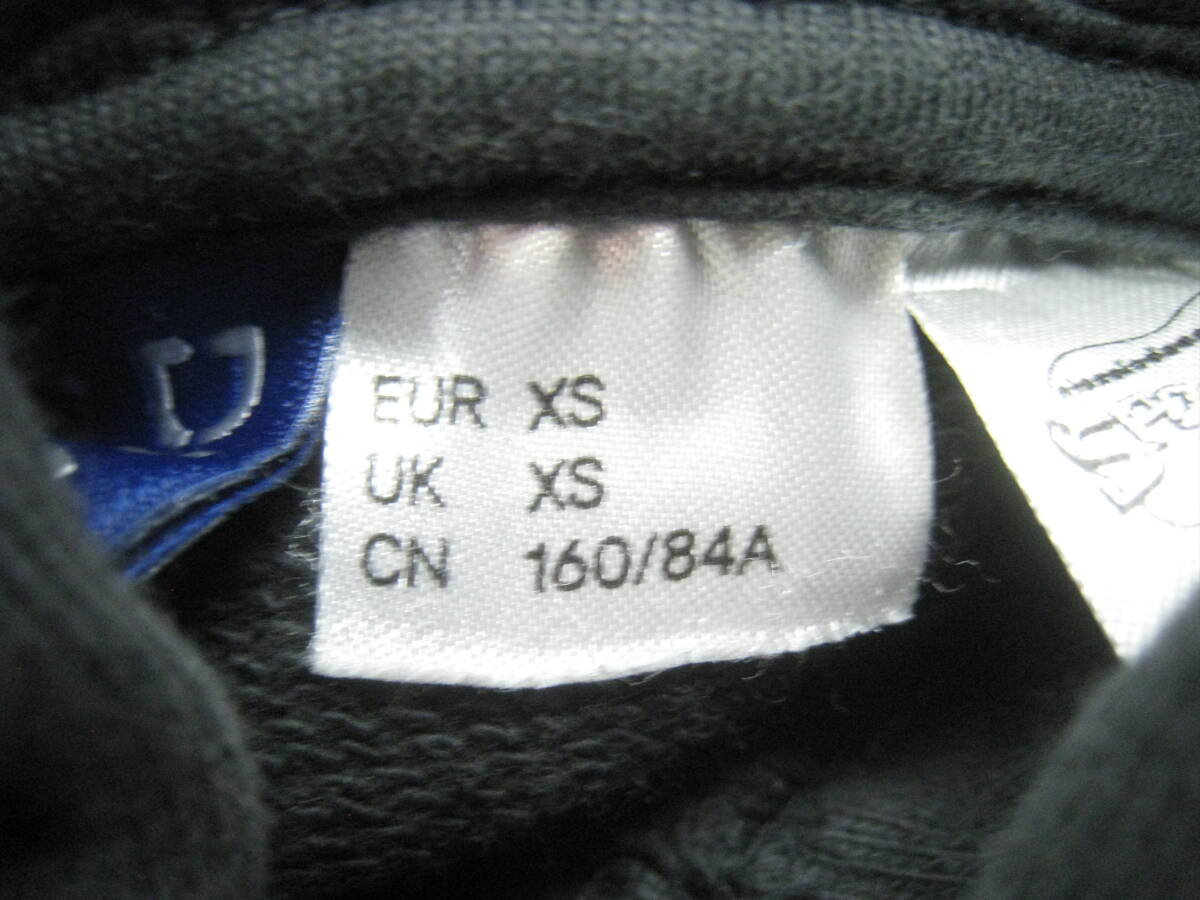 EUR XS
UK XS
CN 160/84A